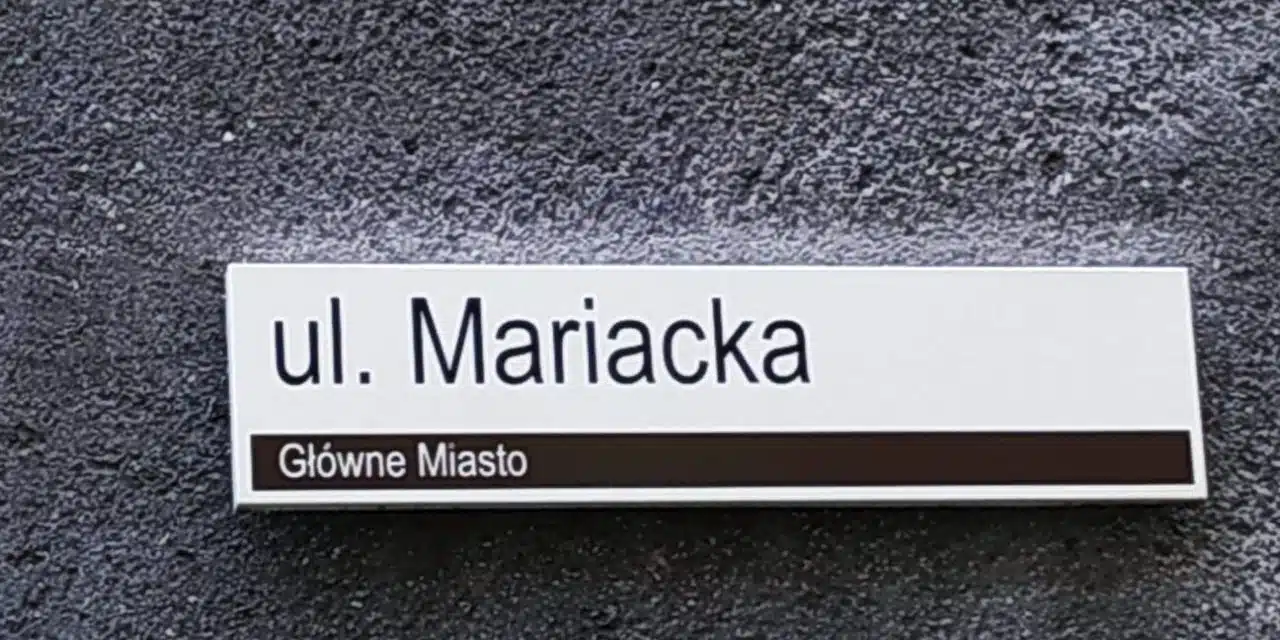 ul. Mariacka
Główne Miasto